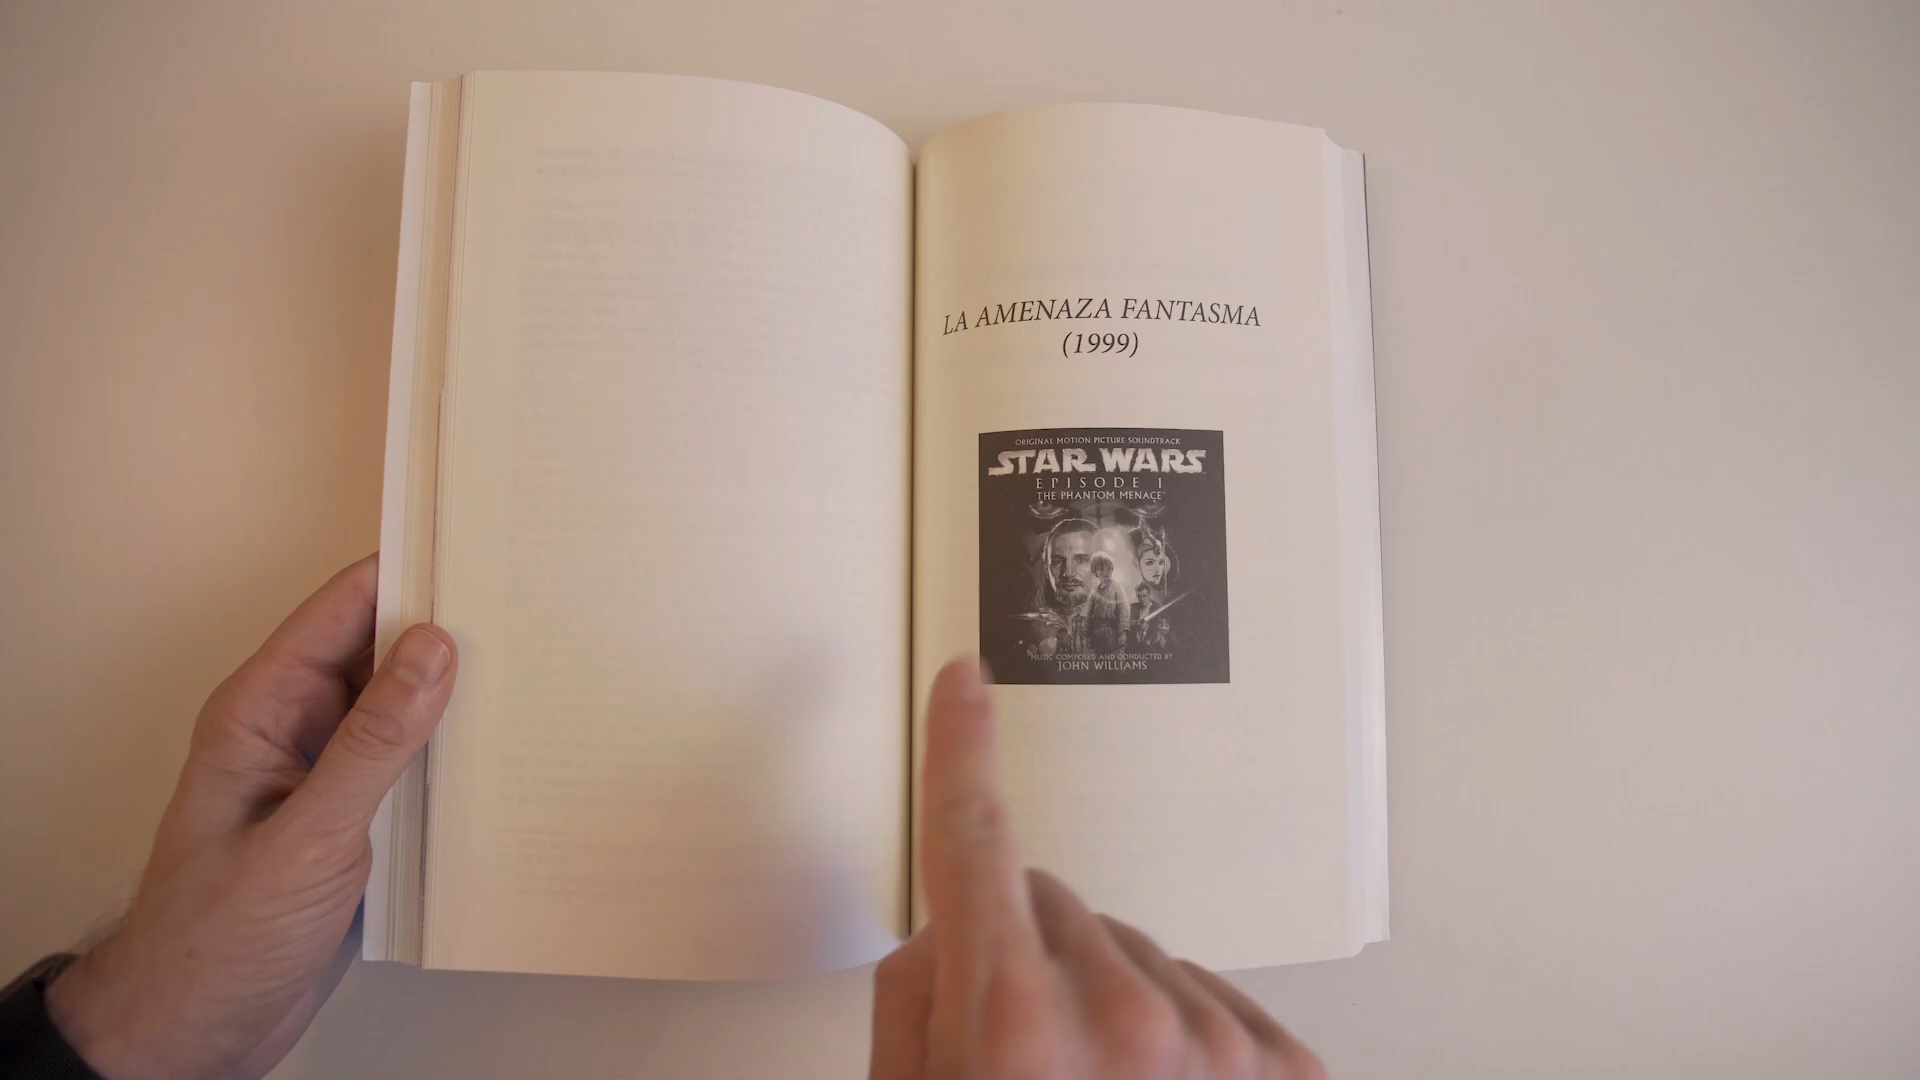 LA AMENAZA FANTASMA
(1999)
ORIGINAL MOTION PICTURE SOUNDTRACK
STAR WARS
EPISODE I
THE PHANTOM MENACE
MUSIC COMPOSED AND CONDUCTED BY
JOHN WILLIAMS